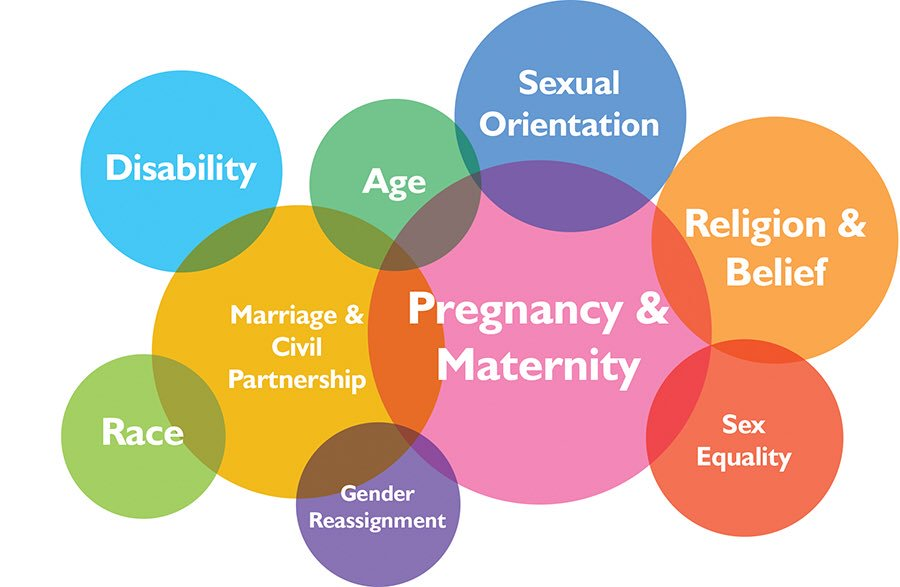 Sexual
Orientation
Disability
Age
Religion &
Belief
Marriage &
Civil
Partnership
Pregnancy &
Maternity
Race
Sex
Equality
Gender
Reassignment